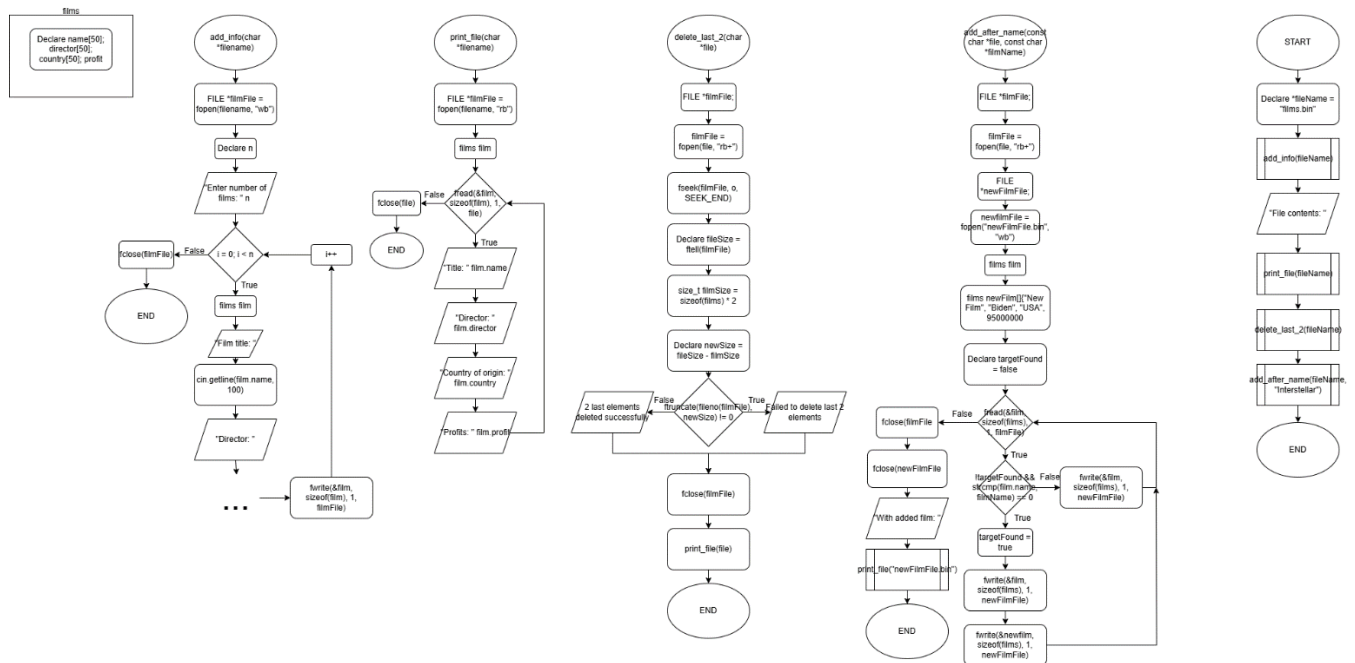 films
Declare name[50];
director[50];
country[50]; profit
add_info(char
*filename)
FILE *filmFile =
fopen(filename, "wb")
Declare n
"Enter number of
films: " n
i = 0; i < n
False
True
fclose(filmFile)
END
i++
films film
"Film title: "
cin.getline(film.name,
100)
"Director: "
...
fwrite(&film,
sizeof(film), 1,
filmFile)
print_file(char
*filename)
FILE *filmFile =
fopen(filename, "rb")
films film
fread(&film,
sizeof(film), 1,
file)
False
True
fclose(file)
END
"Title: " film.name
"Director: "
film.director
"Country of origin: "
film.country
"Profits: " film.profit
delete_last_2(char
*file)
FILE *filmFile;
filmFile =
fopen(file, "rb+")
fseek(filmFile, o,
SEEK_END)
Declare fileSize =
ftell(filmFile)
size_t filmSize =
sizeof(films) * 2
Declare newSize =
fileSize - filmSize
ftruncate(fileno(filmFile),
newSize) != 0
False
True
2 last elements
deleted successfully
Failed to delete last 2
elements
fclose(filmFile)
print_file(file)
END
add_after_name(const
char *file, const char
*filmName)
FILE *filmFile;
filmFile =
fopen(file, "rb+")
FILE
*newFilmFile;
newfilmFile =
fopen("newFilmFile.bin",
"wb")
films film
films newFilm[]{"New
Film", "Biden", "USA",
95000000
Declare targetFound
= false
fread(&film,
sizeof(films),
1, filmFile)
False
True
fclose(filmFile
fclose(newFilmFile
"With added film: "
print_file("newFilmFile.bin")
END
!targetFound &&
strcmp(film.name,
filmName) == 0
False
True
fwrite(&film,
sizeof(films), 1,
newFilmFile)
targetFound =
true
fwrite(&film,
sizeof(films), 1,
newFilmFile)
fwrite(&newfilm,
sizeof(films), 1,
newFilmFile)
START
Declare *fileName =
"films.bin"
add_info(fileName)
"File contents: "
print_file(fileName)
delete_last_2(fileName)
add_after_name(fileName,
"Interstellar")
END